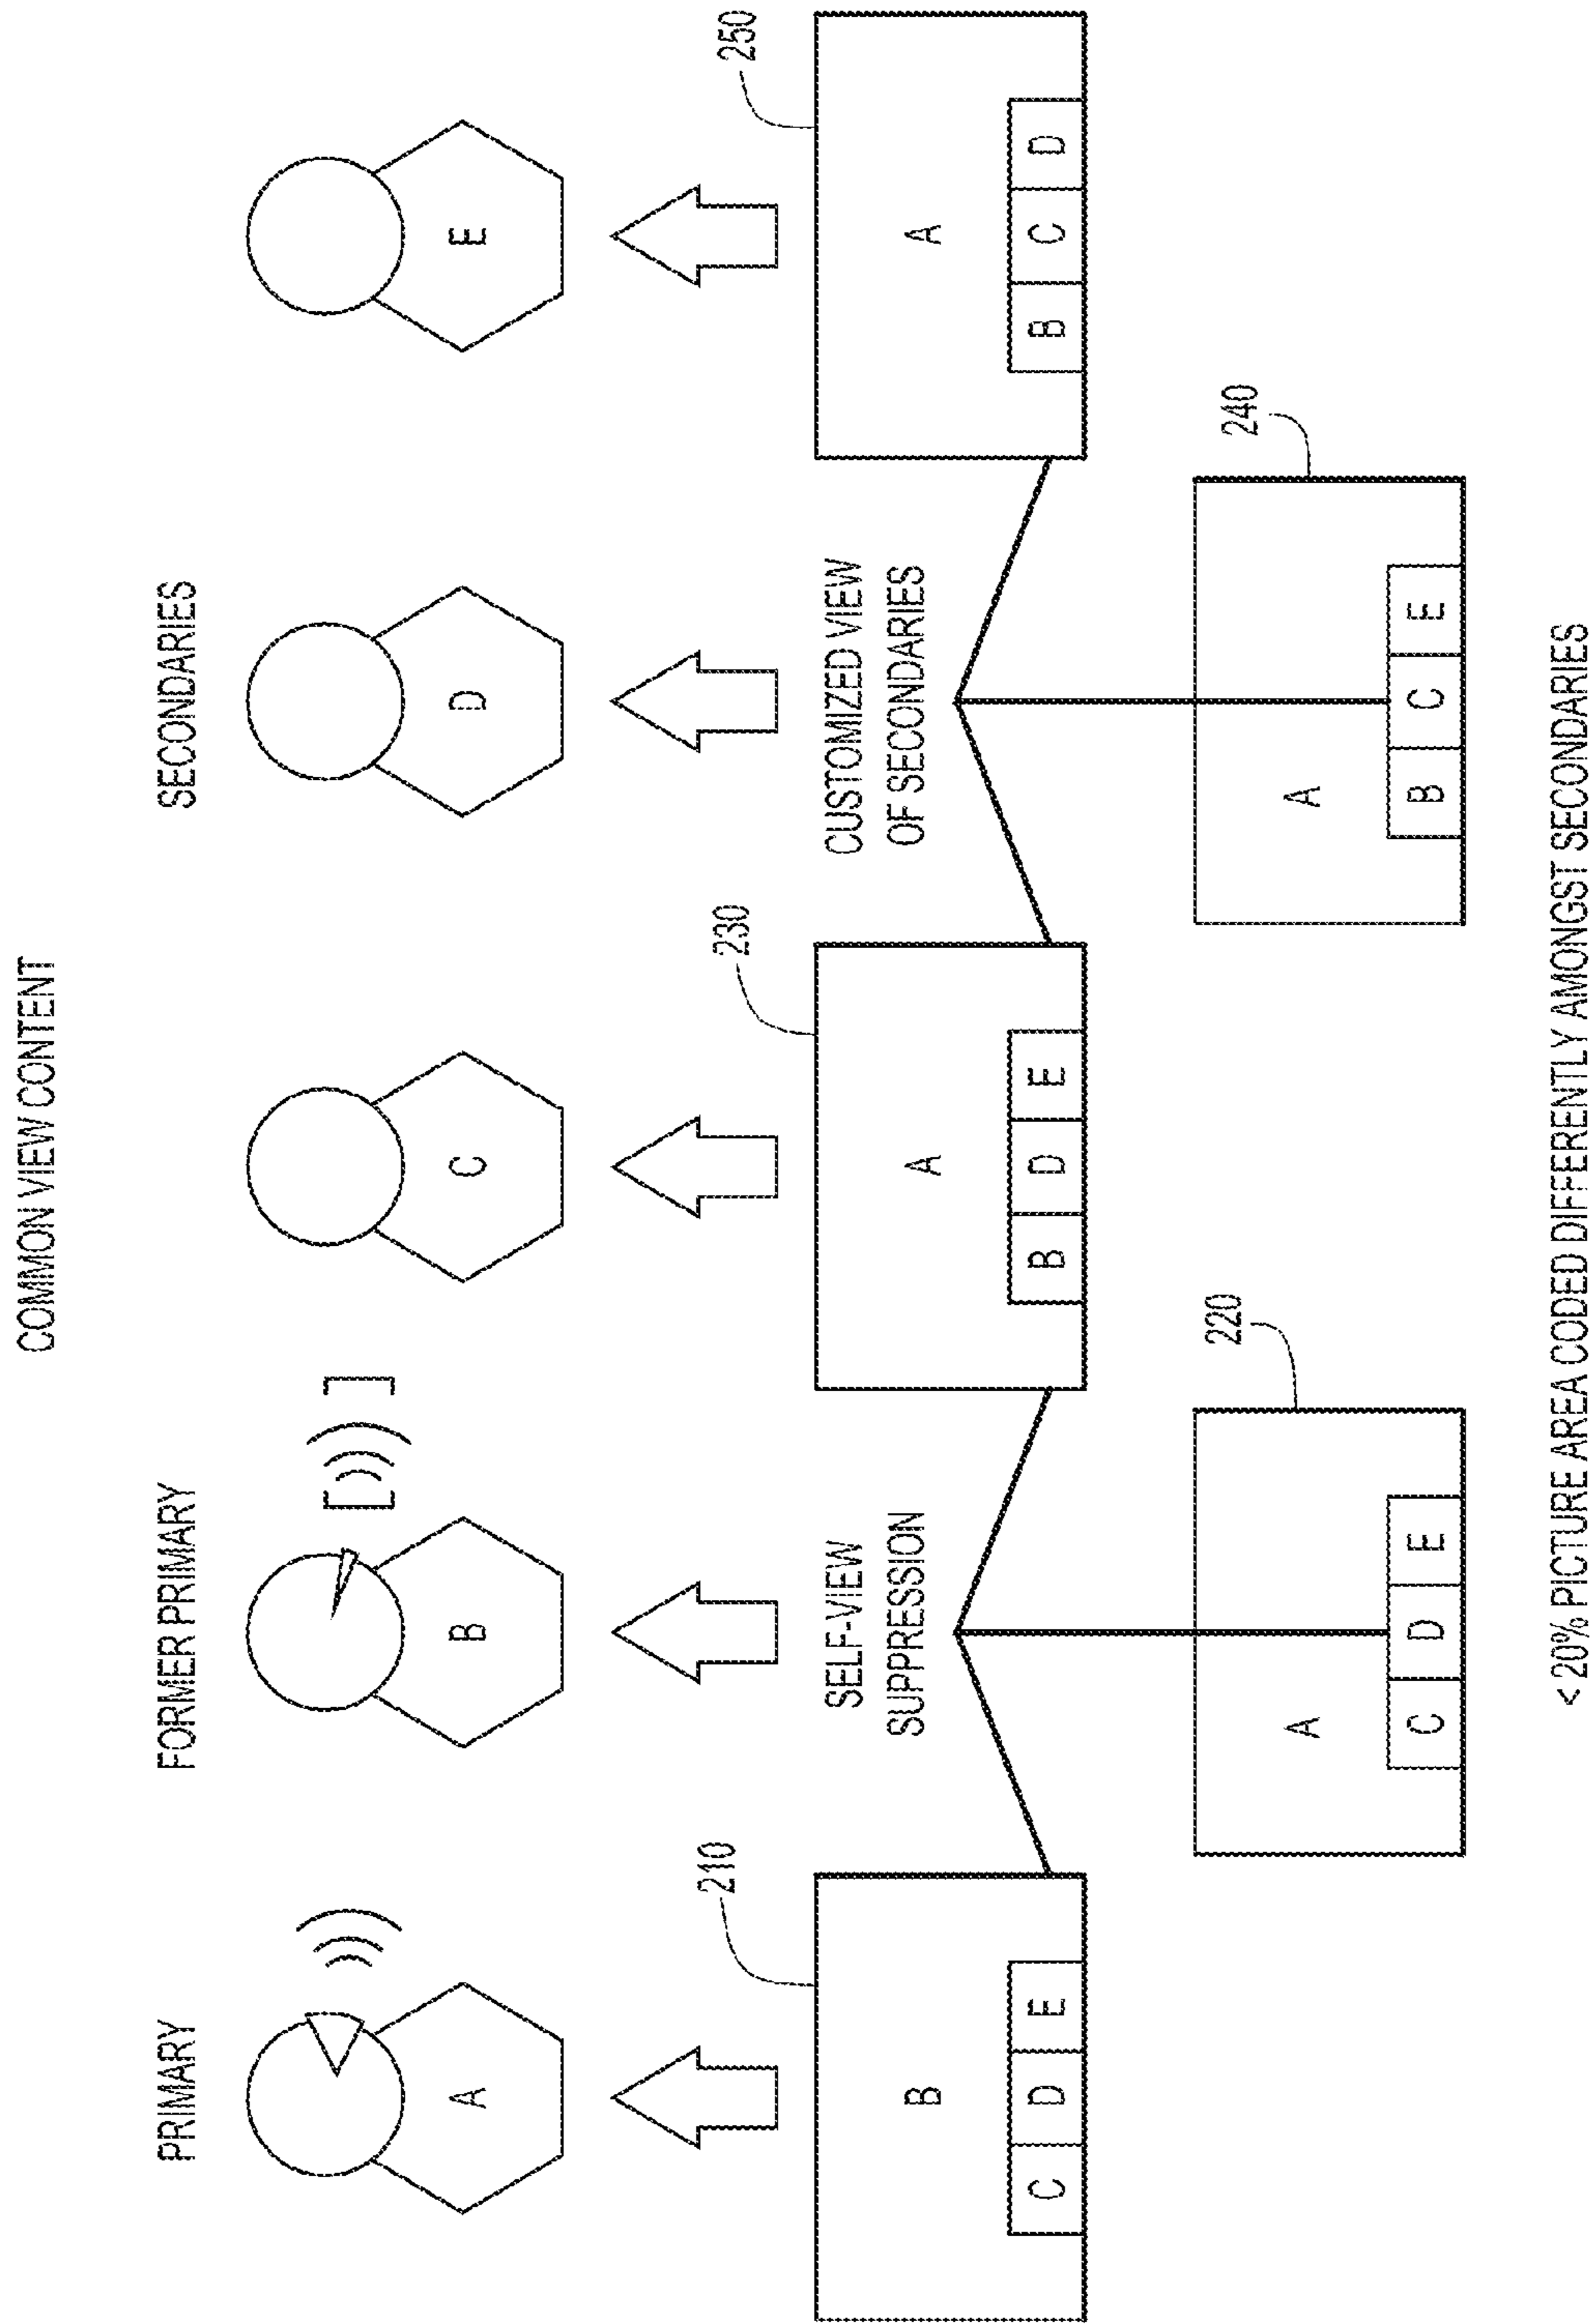 COMMON VIEW CONTENT
PRIMARY
FORMER PRIMARY
SECONDARIES
[)))]
A
B
C
D
E
SELF-VIEW
SUPPRESSION
CUSTOMIZED VIEW
OF SECONDARIES
210
B
C D E
230
A
B D E
250
A
B C D
220
A
C D E
240
A
B C E
< 20% PICTURE AREA CODED DIFFERENTLY AMONGST SECONDARIES